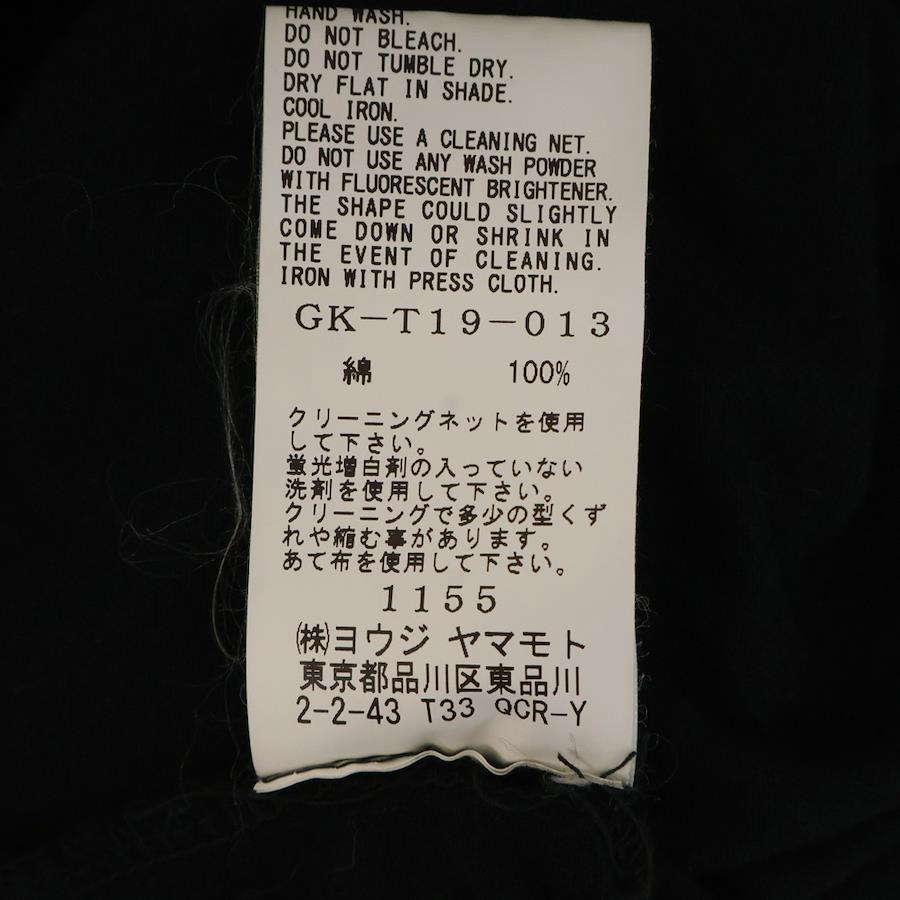 HAND WASH.
DO NOT BLEACH.
DO NOT TUMBLE DRY.
DRY FLAT IN SHADE.
COOL IRON.
PLEASE USE A CLEANING NET.
DO NOT USE ANY WASH POWDER
WITH FLUORESCENT BRIGHTENER.
THE SHAPE COULD SLIGHTLY
COME DOWN OR SHRINK IN
THE EVENT OF CLEANING.
IRON WITH PRESS CLOTH.
GK-T19-013
綿 100%
クリーニングネットを使用
して下さい。
蛍光増白剤の入っていない
洗剤を使用して下さい。
クリーニングで多少の型くず
れや縮む事があります。
あて布を使用して下さい。
1155
㈱ヨウジ ヤマモト
東京都品川区東品川
2-2-43 T33 QCR-Y